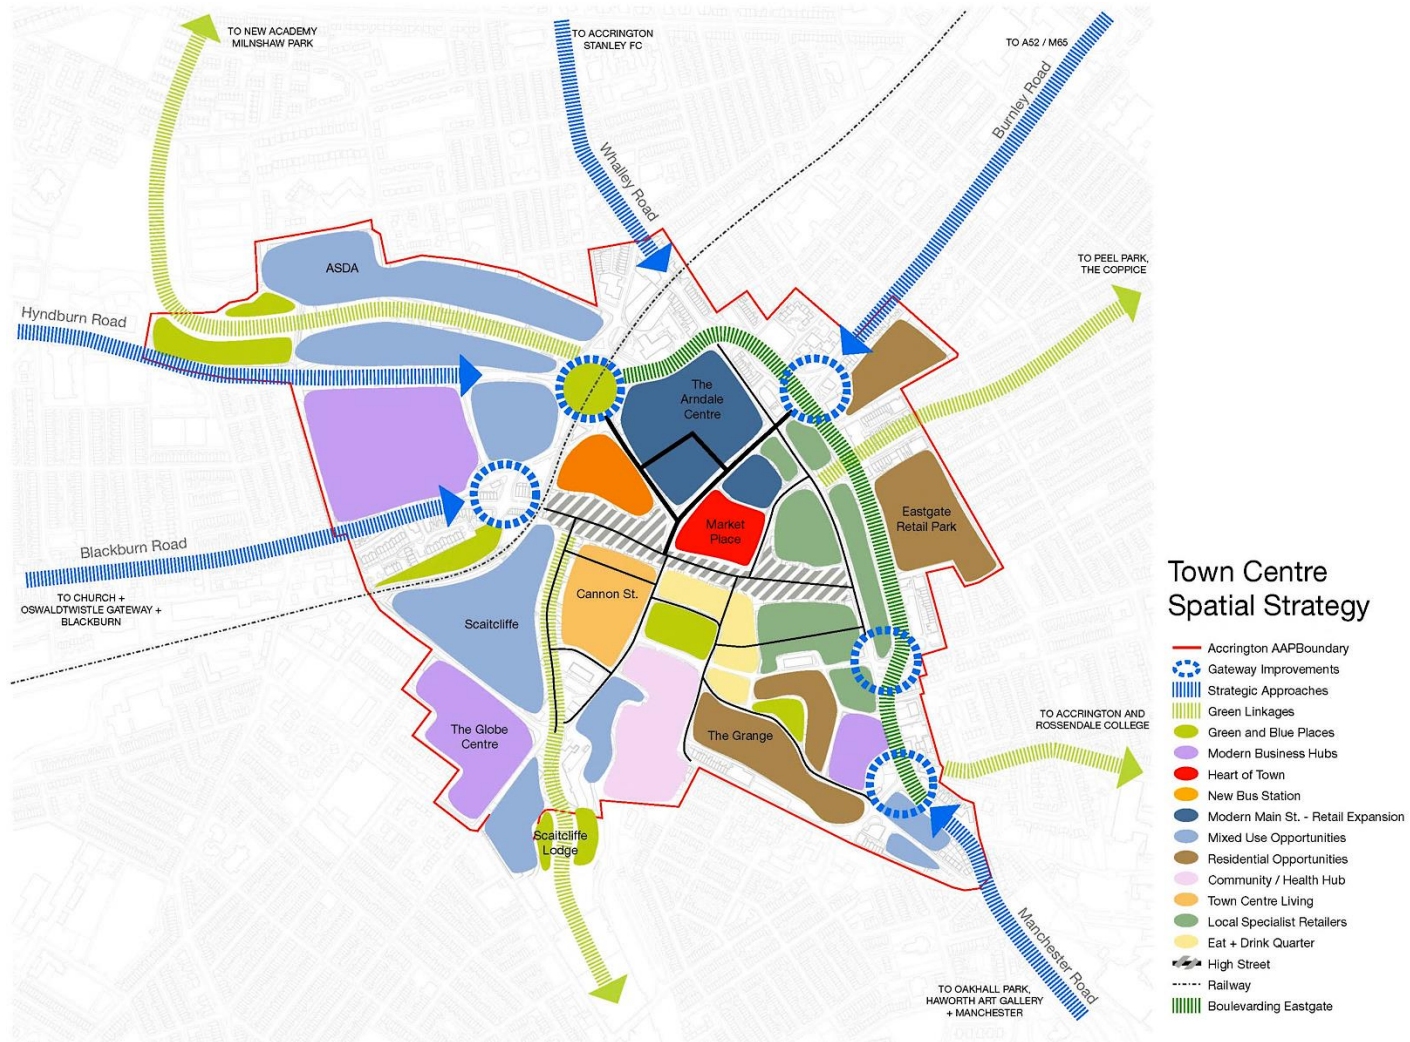 TO NEW ACADEMY
MILNSHAW PARK
TO ACCRINGTON
STANLEY FC
TO A52 / M65
Burnley Road
Whalley Road
TO PEEL PARK,
THE COPPICE
ASDA
Hyndburn Road
The
Arndale
Centre
Eastgate
Retail Park
Market
Place
Blackburn Road
TO CHURCH +
OSWALDTWISTLE GATEWAY +
BLACKBURN
Cannon St.
Scaitcliffe
The Globe
Centre
The Grange
TO ACCRINGTON AND
ROSSENDALE COLLEGE
Scaitcliffe
Lodge
Manchester Road
TO OAKHALL PARK,
HAWORTH ART GALLERY
+ MANCHESTER
Town Centre
Spatial Strategy
Accrington AAPBoundary
Gateway Improvements
Strategic Approaches
Green Linkages
Green and Blue Places
Modern Business Hubs
Heart of Town
New Bus Station
Modern Main St. - Retail Expansion
Mixed Use Opportunities
Residential Opportunities
Community / Health Hub
Town Centre Living
Local Specialist Retailers
Eat + Drink Quarter
High Street
Railway
Boulevarding Eastgate